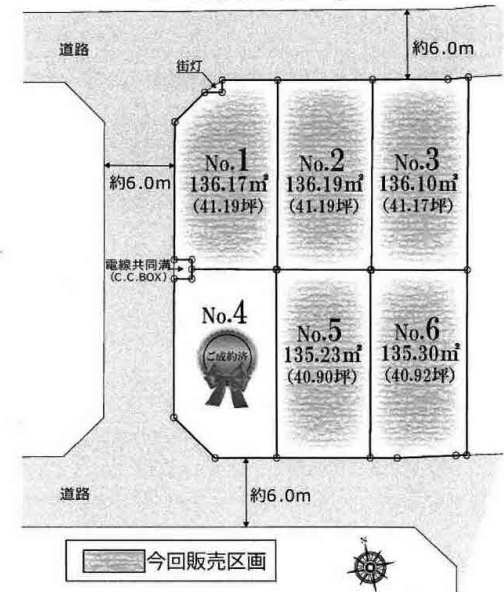 道路
約6.0m
街灯
No.1
136.17㎡
(41.19坪)
No.2
136.19㎡
(41.19坪)
No.3
136.10㎡
(41.17坪)
約6.0m
電線共同溝
(C.C.BOX)
No.4
ご成約済
No.5
135.23㎡
(40.90坪)
No.6
135.30㎡
(40.92坪)
道路
約6.0m
今回販売区画
N